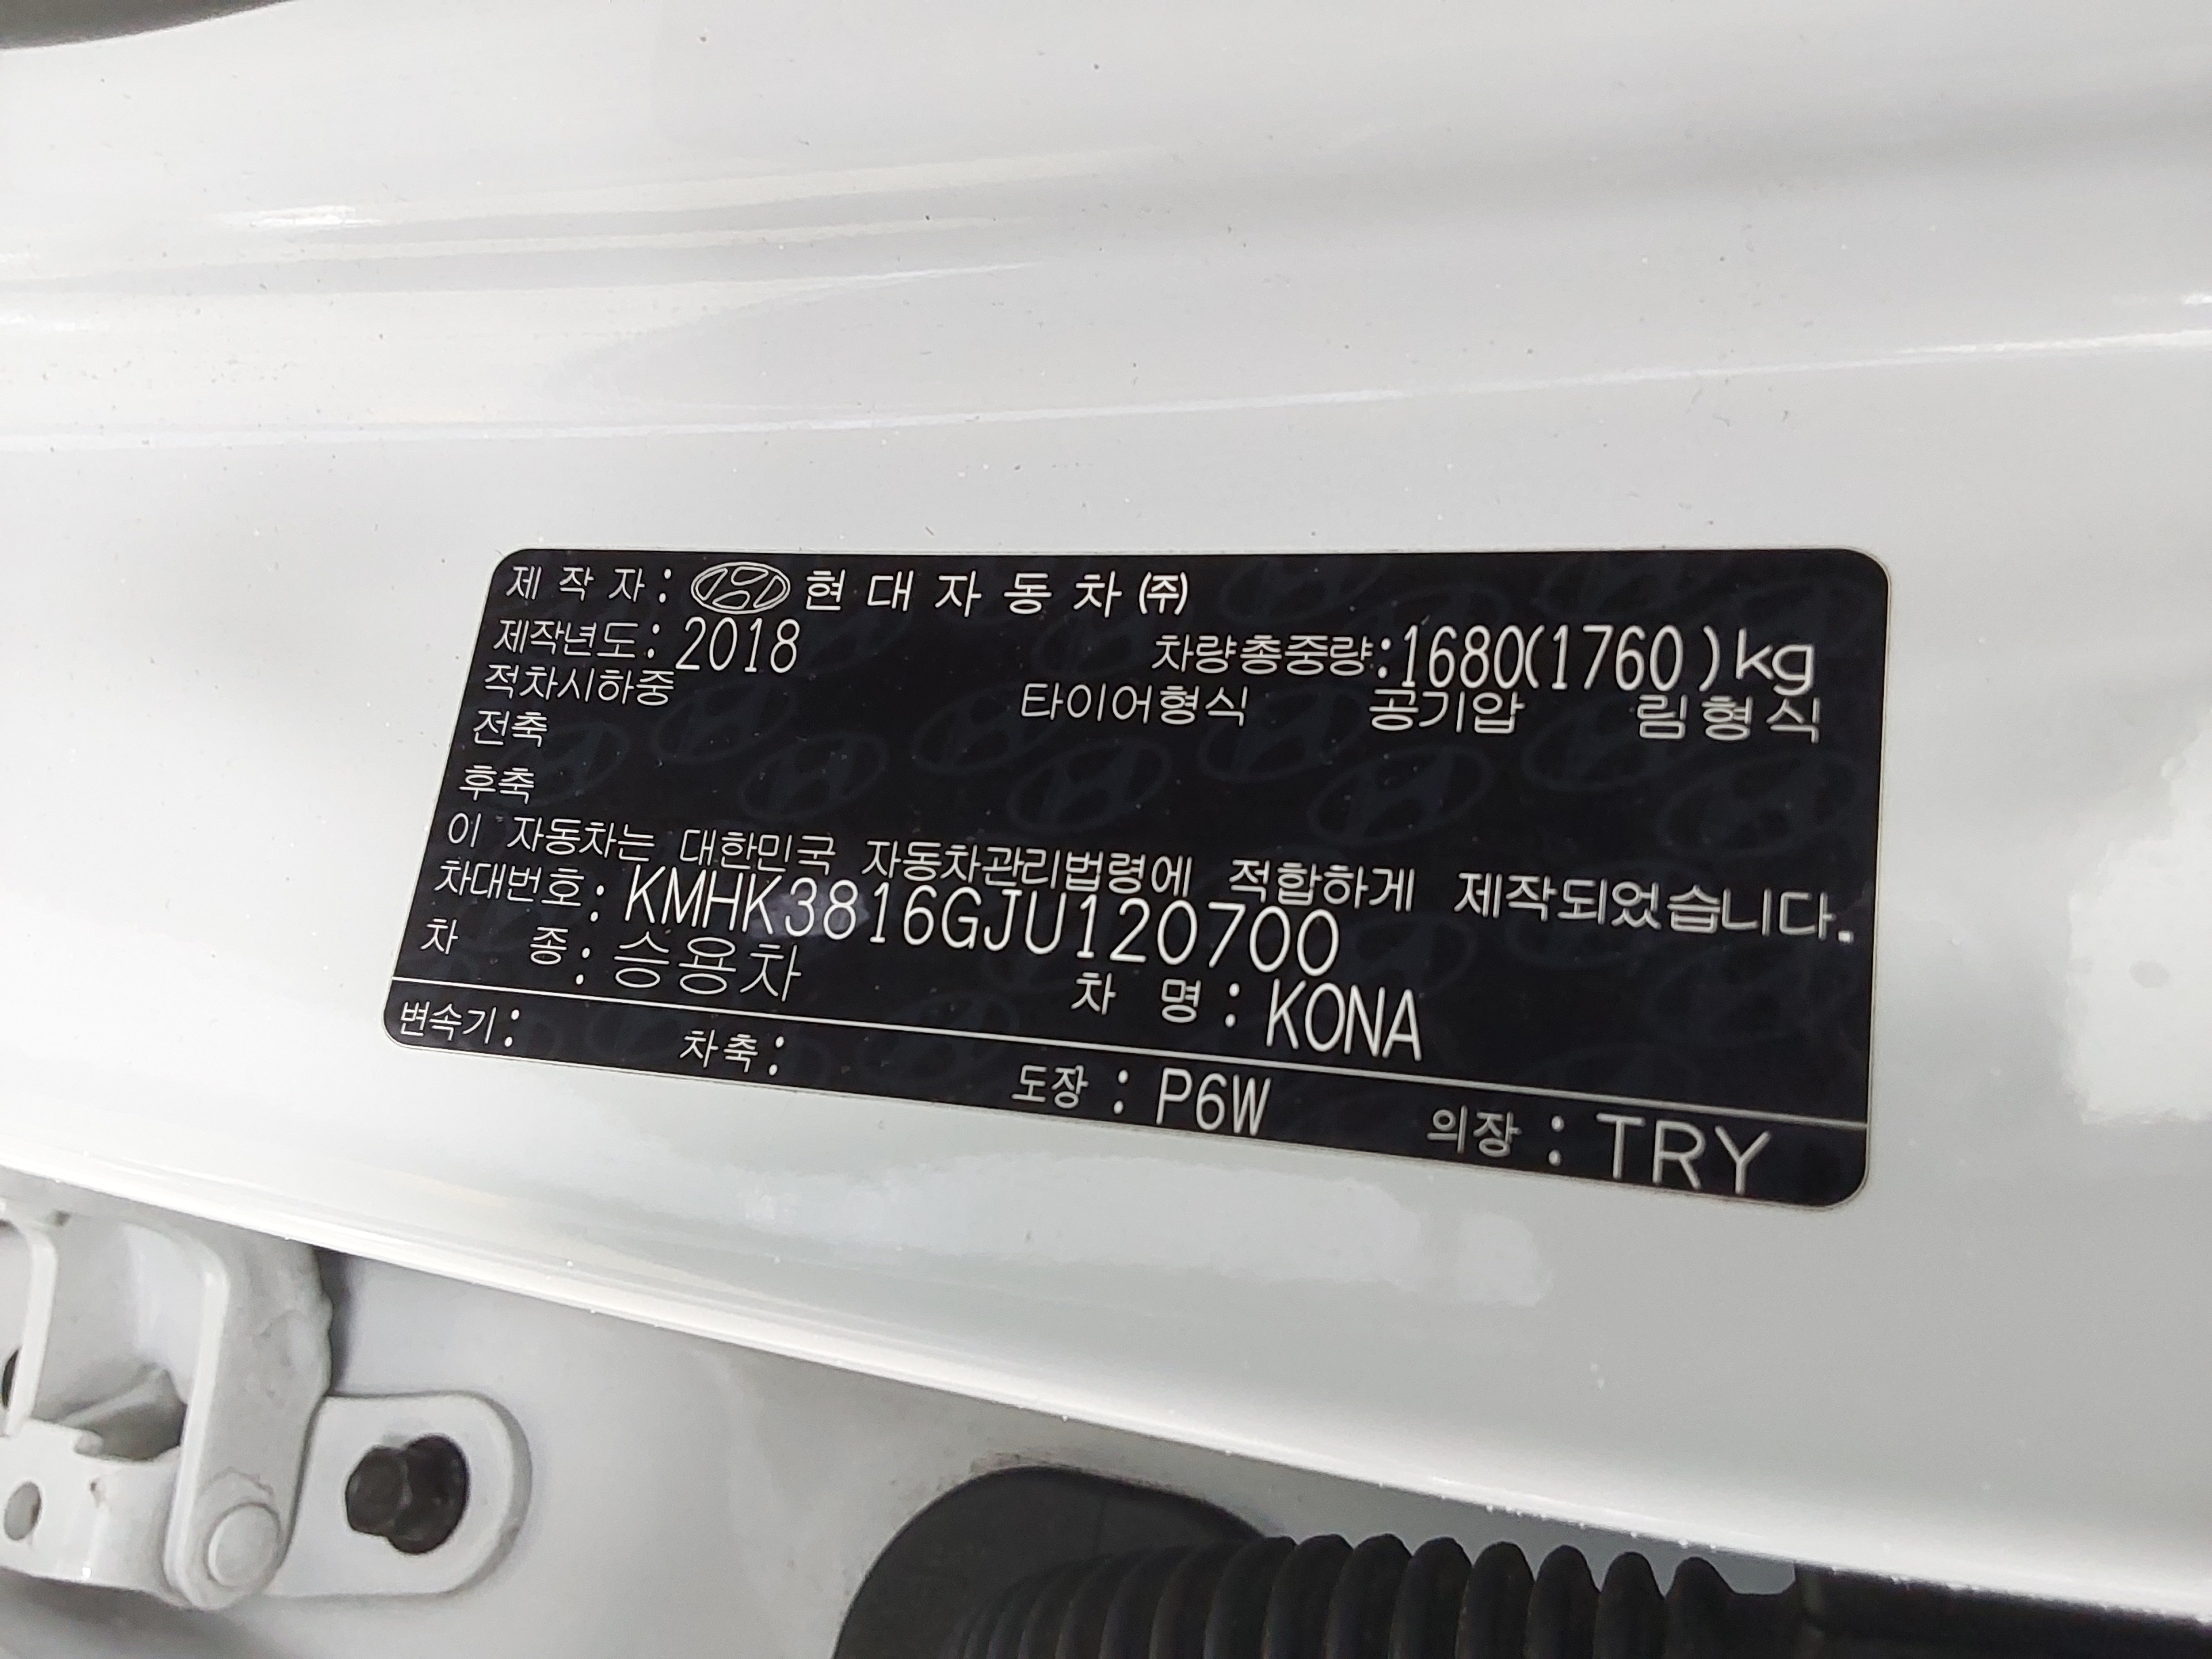 제 작 자 : 현 대 자 동 차 ㈜
제작년도 : 2018 차량총중량 : 1680(1760)kg
적차시하중 타이어형식 공기압 림형식
전축
후축
이 자동차는 대한민국 자동차관리법령에 적합하게 제작되었습니다.
차대번호 : KMHK3816GJU120700
차 종 : 승용차 차 명 : KONA
변속기 : 차축 : 도장 : P6W 의장 : TRY